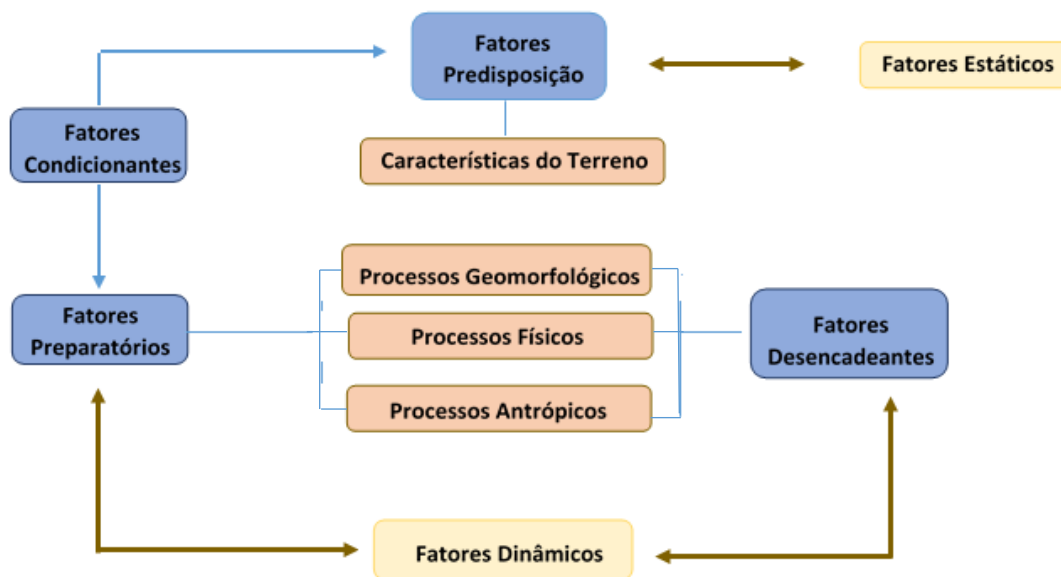 Fatores
Predisposição
Fatores Estáticos
Fatores
Condicionantes
Características do Terreno
Processos Geomorfológicos
Fatores
Preparatórios
Processos Físicos
Fatores
Desencadeantes
Processos Antrópicos
Fatores Dinâmicos